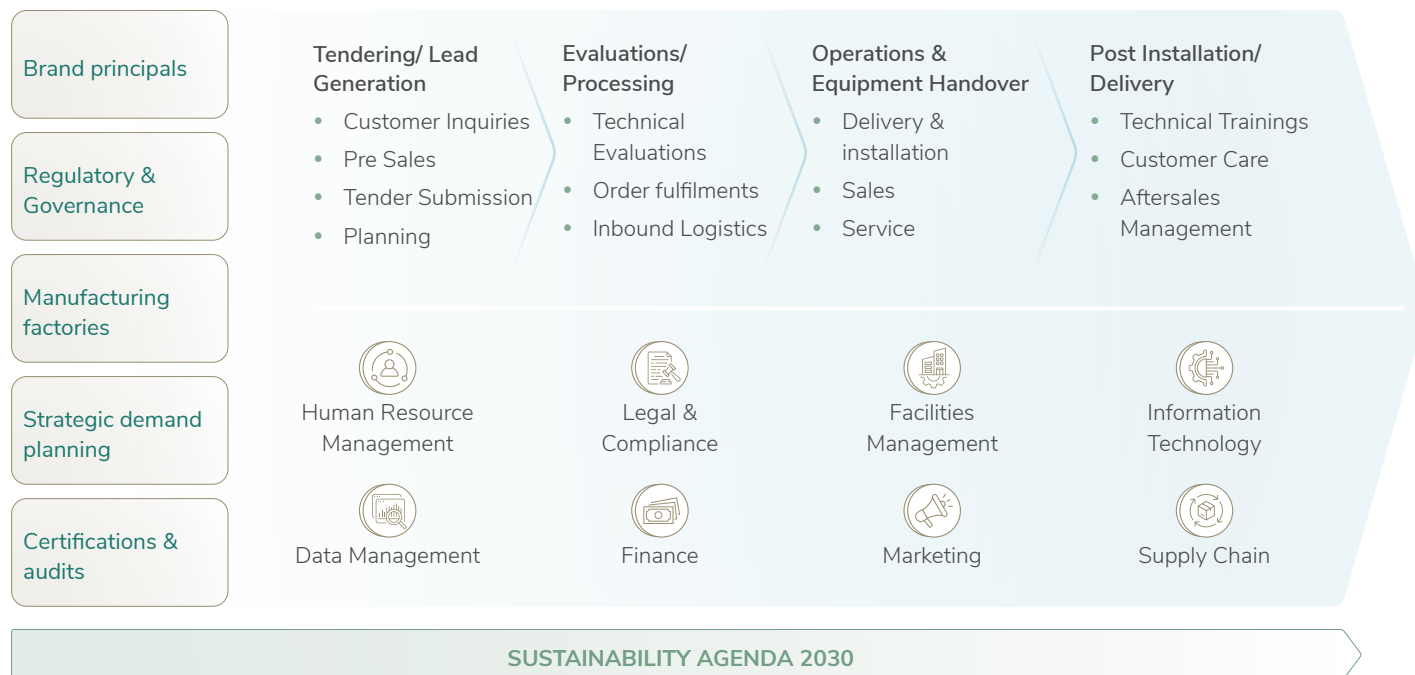 Brand principals
Regulatory &
Governance
Manufacturing
factories
Strategic demand
planning
Certifications &
audits
Tendering/ Lead
Generation
• Customer Inquiries
• Pre Sales
• Tender Submission
• Planning
Evaluations/
Processing
• Technical
Evaluations
• Order fulfilments
• Inbound Logistics
Operations &
Equipment Handover
• Delivery &
installation
• Sales
• Service
Post Installation/
Delivery
• Technical Trainings
• Customer Care
• Aftersales
Management
Human Resource
Management
Legal &
Compliance
Facilities
Management
Information
Technology
Data Management
Finance
Marketing
Supply Chain
SUSTAINABILITY AGENDA 2030